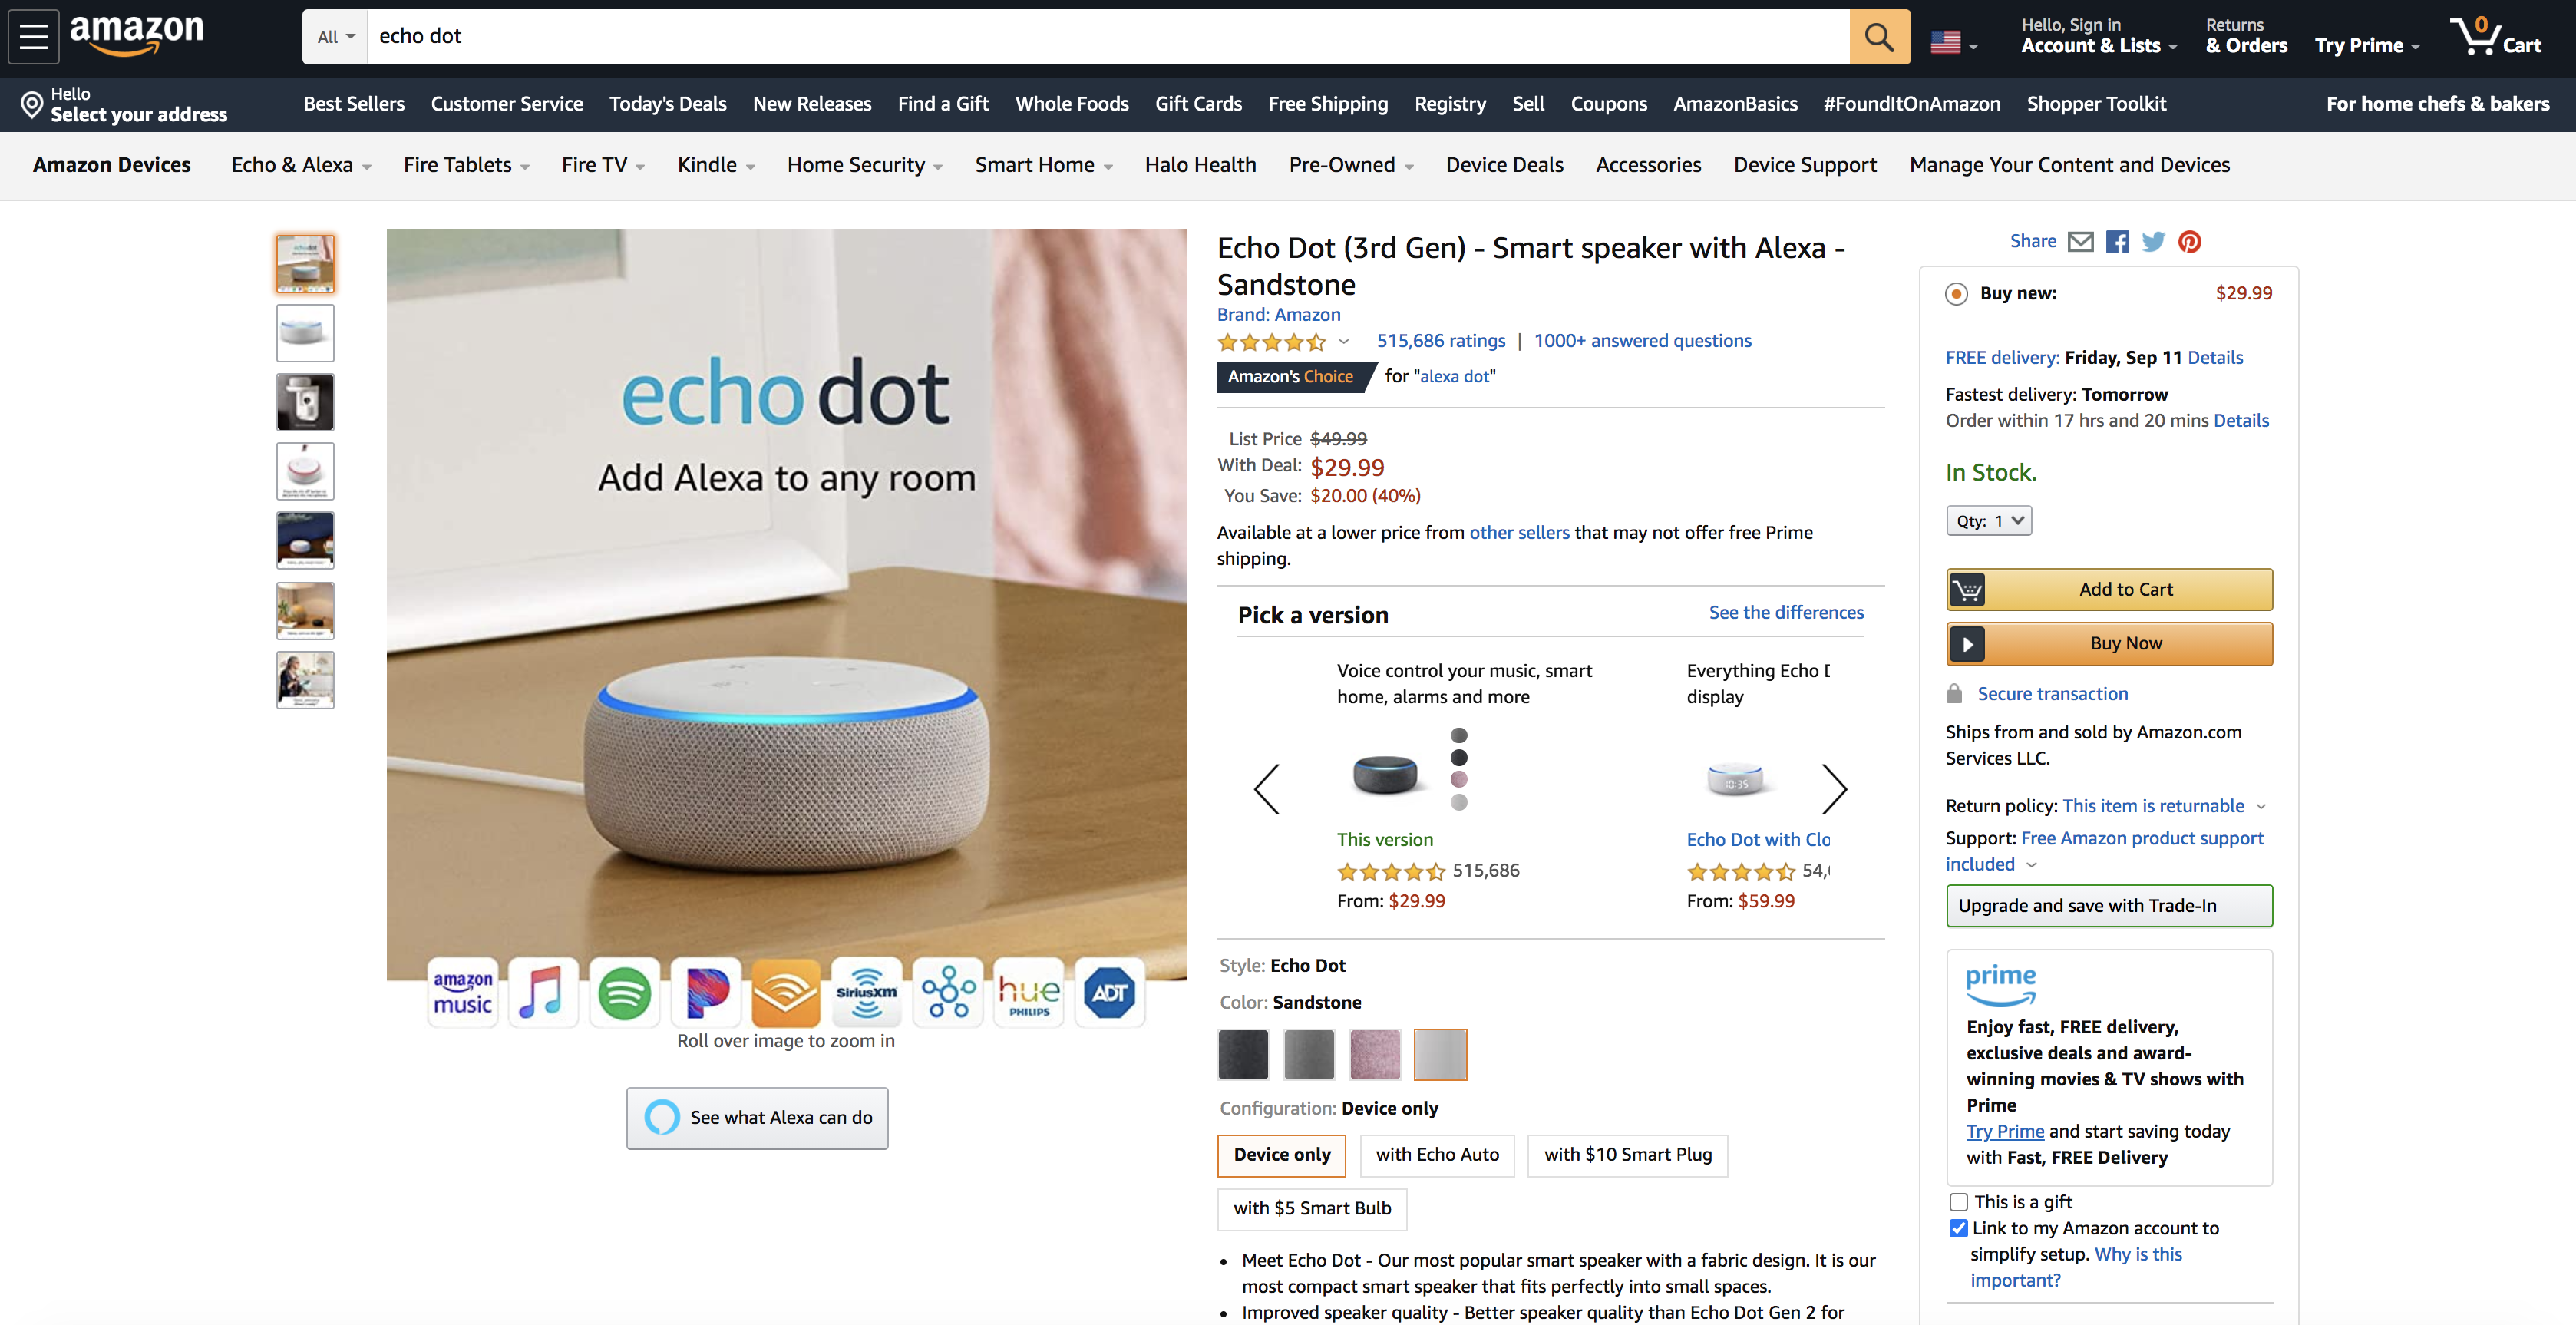 amazon
All
echo dot
Hello, Sign in
Account & Lists
Returns
& Orders
Try Prime
0
Cart
Hello
Select your address
Best Sellers
Customer Service
Today's Deals
New Releases
Find a Gift
Whole Foods
Gift Cards
Free Shipping
Registry
Sell
Coupons
AmazonBasics
#FoundItOnAmazon
Shopper Toolkit
For home chefs & bakers
Amazon Devices
Echo & Alexa
Fire Tablets
Fire TV
Kindle
Home Security
Smart Home
Halo Health
Pre-Owned
Device Deals
Accessories
Device Support
Manage Your Content and Devices
echo dot
Add Alexa to any room
amazon music
SiriusXM
hue
PHILIPS
ADT
Roll over image to zoom in
See what Alexa can do
Echo Dot (3rd Gen) - Smart speaker with Alexa -
Sandstone
Brand: Amazon
515,686 ratings | 1000+ answered questions
Amazon's Choice for "alexa dot"
List Price $49.99
With Deal: $29.99
You Save: $20.00 (40%)
Available at a lower price from other sellers that may not offer free Prime
shipping.
Pick a version
See the differences
Voice control your music, smart
home, alarms and more
This version
515,686
From: $29.99
Everything Echo D
display
10:35
Echo Dot with Clo
54,
From: $59.99
Style: Echo Dot
Color: Sandstone
Configuration: Device only
Device only
with Echo Auto
with $10 Smart Plug
with $5 Smart Bulb
• Meet Echo Dot - Our most popular smart speaker with a fabric design. It is our
most compact smart speaker that fits perfectly into small spaces.
• Improved speaker quality - Better speaker quality than Echo Dot Gen 2 for
Share
Buy new:
$29.99
FREE delivery: Friday, Sep 11 Details
Fastest delivery: Tomorrow
Order within 17 hrs and 20 mins Details
In Stock.
Qty: 1
Add to Cart
Buy Now
Secure transaction
Ships from and sold by Amazon.com
Services LLC.
Return policy: This item is returnable
Support: Free Amazon product support
included
Upgrade and save with Trade-In
prime
Enjoy fast, FREE delivery,
exclusive deals and award-
winning movies & TV shows with
Prime
Try Prime and start saving today
with Fast, FREE Delivery
This is a gift
Link to my Amazon account to
simplify setup. Why is this
important?